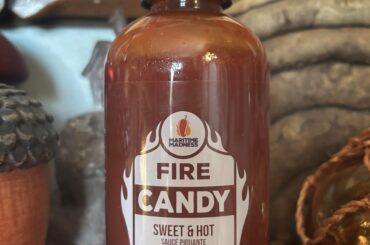 MARITIME
MADNESS
FIRE
CANDY
SWEET & HOT
SAUCE PIQUANTE